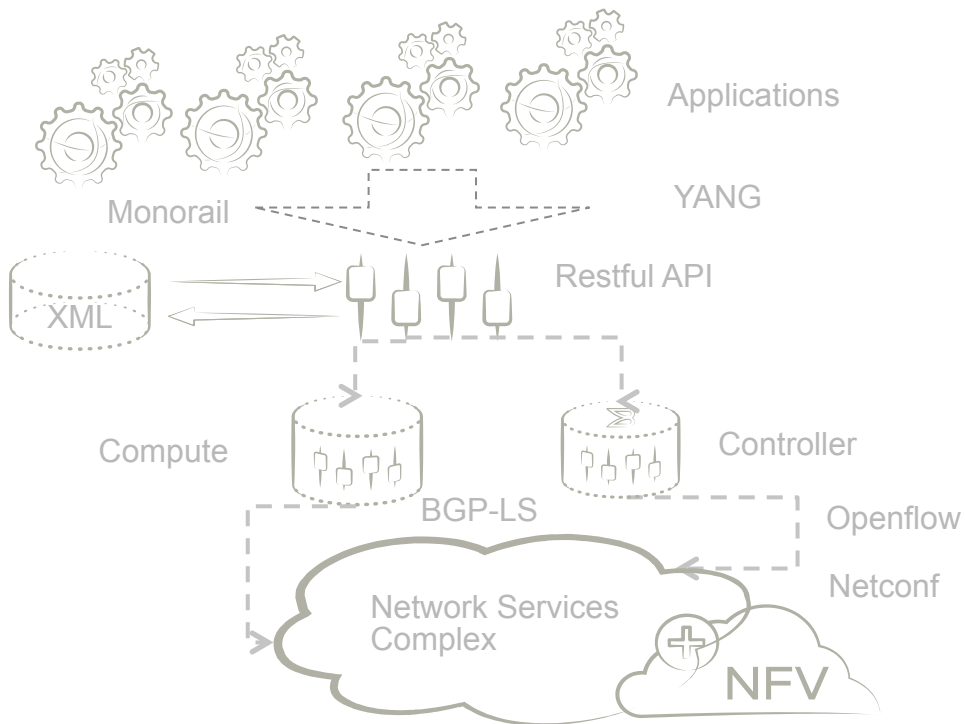 Applications
Monorail
YANG
Restful API
XML
Compute
Controller
BGP-LS
Openflow
Netconf
Network Services
Complex
NFV